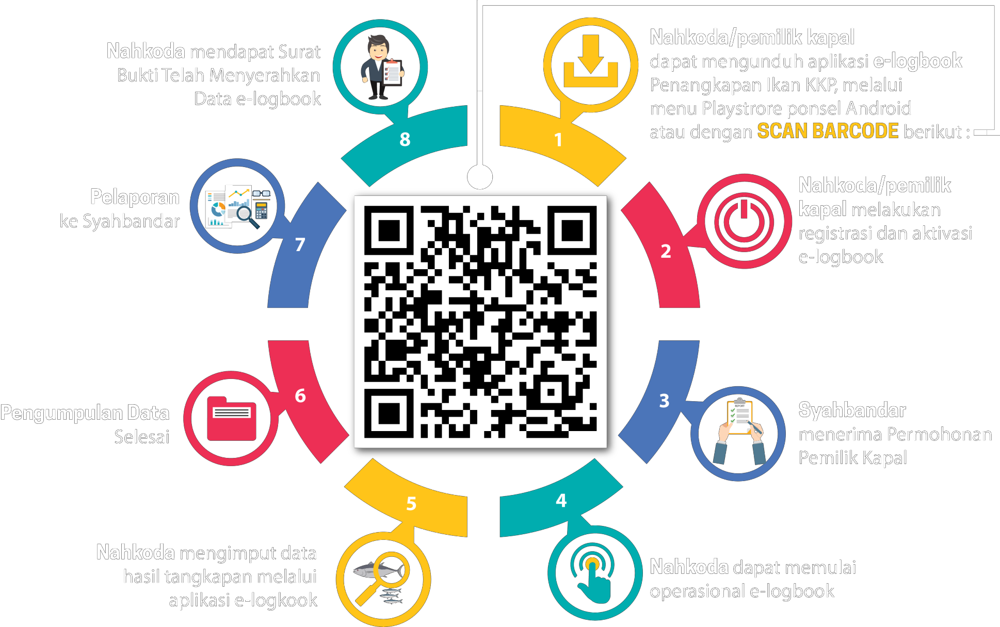 Nahkoda/pemilik kapal
dapat mengunduh aplikasi e-logbook
Penangkapan Ikan KKP, melalui
menu Playstrore ponsel Android
atau dengan SCAN BARCODE berikut :
1
Nahkoda/pemilik
kapal melakukan
registrasi dan aktivasi
e-logbook
2
Syahbandar
menerima Permohonan
Pemilik Kapal
3
REPORT
Nahkoda dapat memulai
operasional e-logbook
4
Nahkoda mengimput data
hasil tangkapan melalui
aplikasi e-logkook
5
Pengumpulan Data
Selesai
6
Pelaporan
ke Syahbandar
7
Nahkoda mendapat Surat
Bukti Telah Menyerahkan
Data e-logbook
8